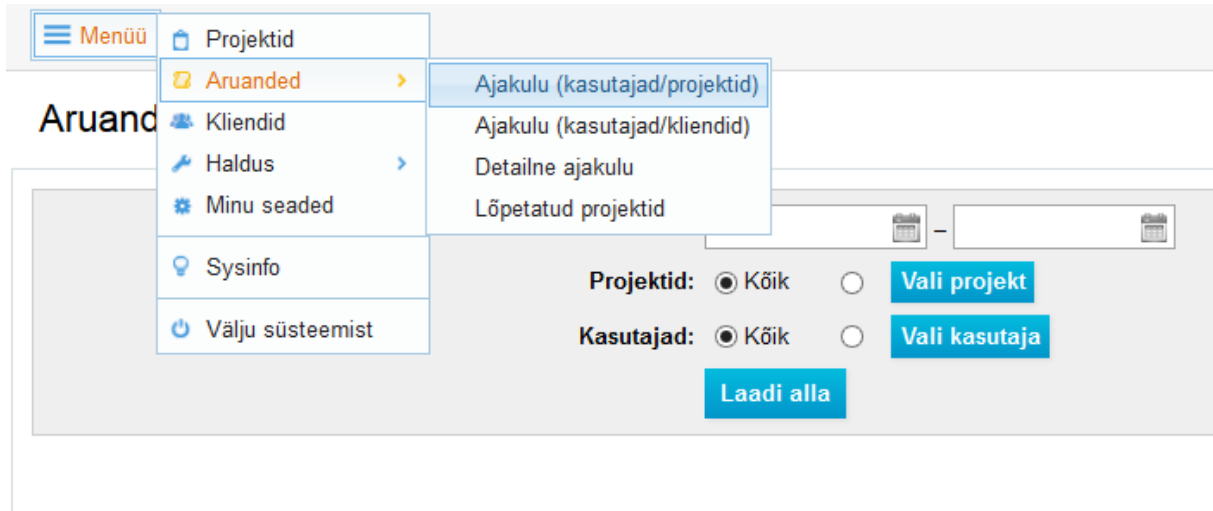 Menüü
Projektid
Aruanded
Kliendid
Haldus
Minu seaded
Sysinfo
Välju süsteemist
Ajakulu (kasutajad/projektid)
Ajakulu (kasutajad/kliendid)
Detailne ajakulu
Lõpetatud projektid
Aruand
–
Projektid: Kõik Vali projekt
Kasutajad: Kõik Vali kasutaja
Laadi alla